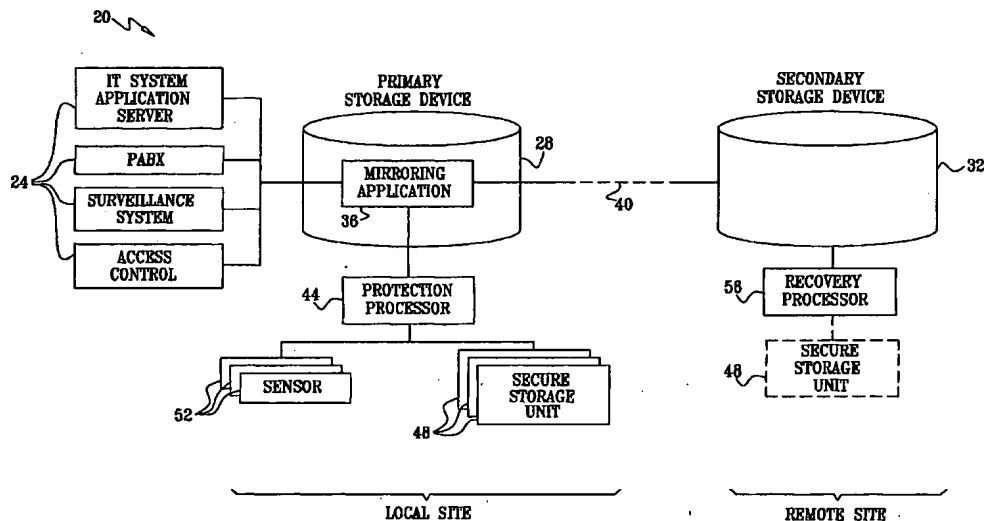 20
IT SYSTEM
APPLICATION
SERVER
PABX
SURVEILLANCE
SYSTEM
ACCESS
CONTROL
24
PRIMARY
STORAGE DEVICE
28
MIRRORING
APPLICATION
36
40
SECONDARY
STORAGE DEVICE
32
44
PROTECTION
PROCESSOR
56
RECOVERY
PROCESSOR
SENSOR
52
SECURE
STORAGE
UNIT
48
48
SECURE
STORAGE
UNIT
LOCAL SITE
REMOTE SITE